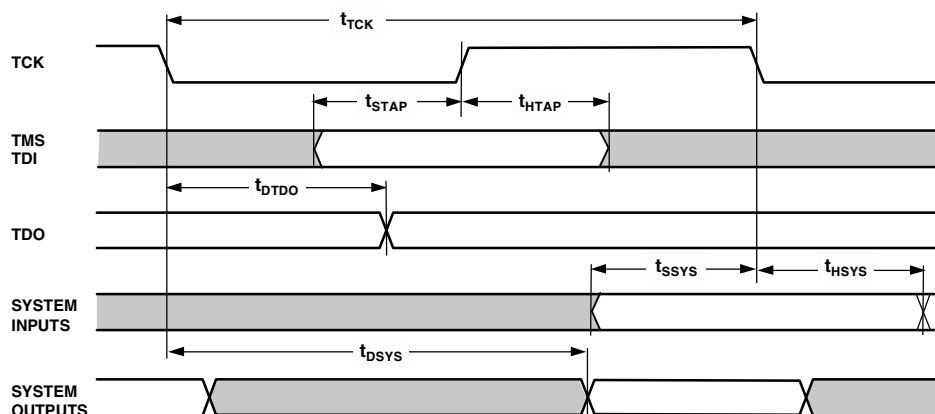 tTCK
TCK
tSTAP
tHTAP
TMS
TDI
tDTDO
TDO
tSSYS
tHSYS
SYSTEM
INPUTS
tDSYS
SYSTEM
OUTPUTS